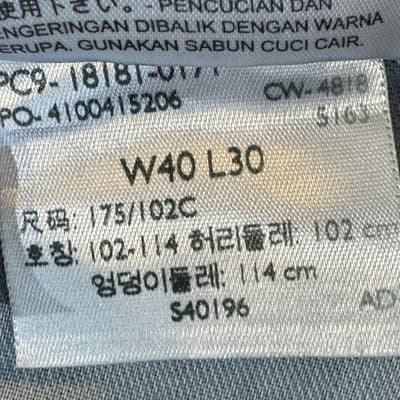 使用下さい。- PENCUCIAN DAN
ENGERINGAN DIBALIK DENGAN WARNA
ERUPA. GUNAKAN SABUN CUCI CAIR.
PC9- 18181-0171
PO- 4100415206
CW- 4818
S163
W40 L30
尺码: 175/102C
호칭: 102-114 허리둘레: 102 cm
엉덩이둘레: 114 cm
S40196
AD